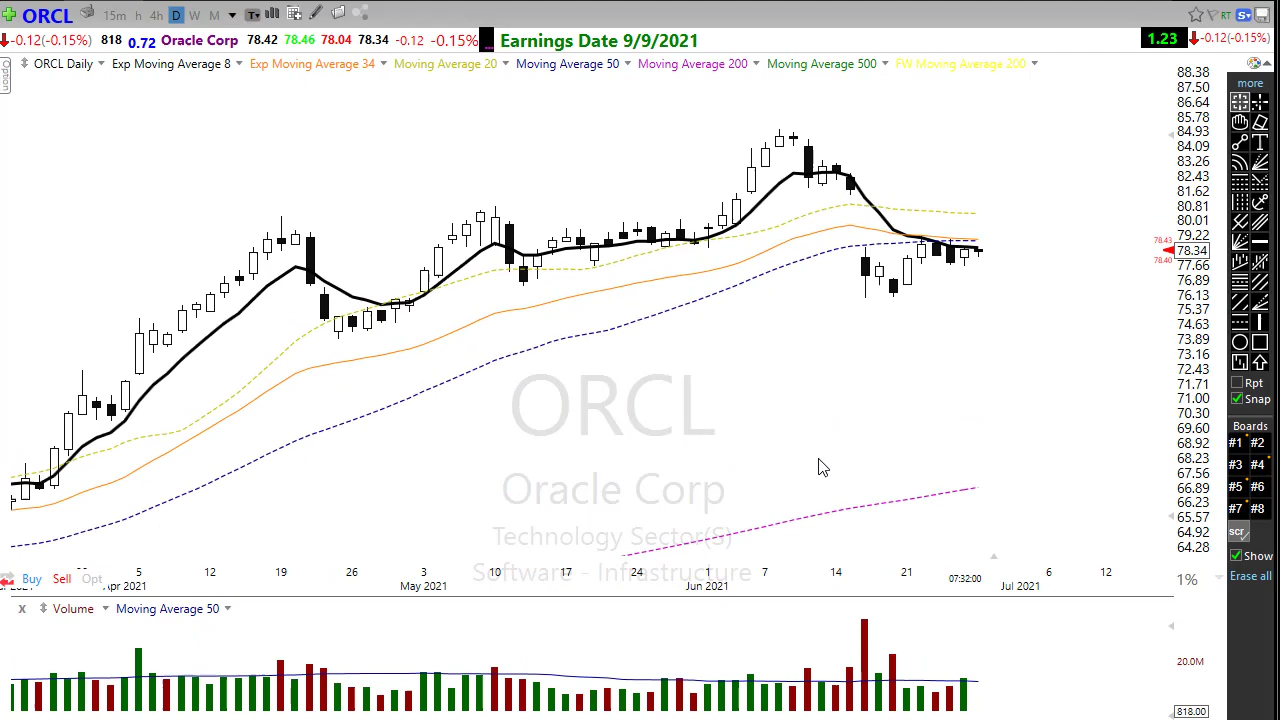 ORCL 15m h 4h D W M T RT S
-0.12(-0.15%) 818 0.72 Oracle Corp 78.42 78.46 78.04 78.34 -0.12 -0.15% Earnings Date 9/9/2021 1.23 -0.12(-0.15%)
Option
ORCL Daily Exp Moving Average 8 Exp Moving Average 34 Moving Average 20 Moving Average 50 Moving Average 200 Moving Average 500 FW Moving Average 200
88.38
87.50
86.64
85.78
84.93
84.09
83.26
82.43
81.62
80.81
80.01
79.22
78.43
78.34
78.40
77.66
76.89
76.13
75.37
74.63
73.89
73.16
72.43
71.71
71.00
70.30
69.60
68.92
68.23
67.56
66.89
66.23
65.57
64.92
64.28
more
T
Rpt
Snap
Boards
#1 #2
#3 #4
#5 #6
#7 #8
scr
Show
Erase all
ORCL
Oracle Corp
Technology Sector(S)
Software - Infrastructure
5 12 19 26 3 10 17 24 1 7 14 21 07:32:00 6 12
Apr 2021 May 2021 Jun 2021 Jul 2021
Buy Sell Opt
1%
X Volume Moving Average 50
20.0M
818.00